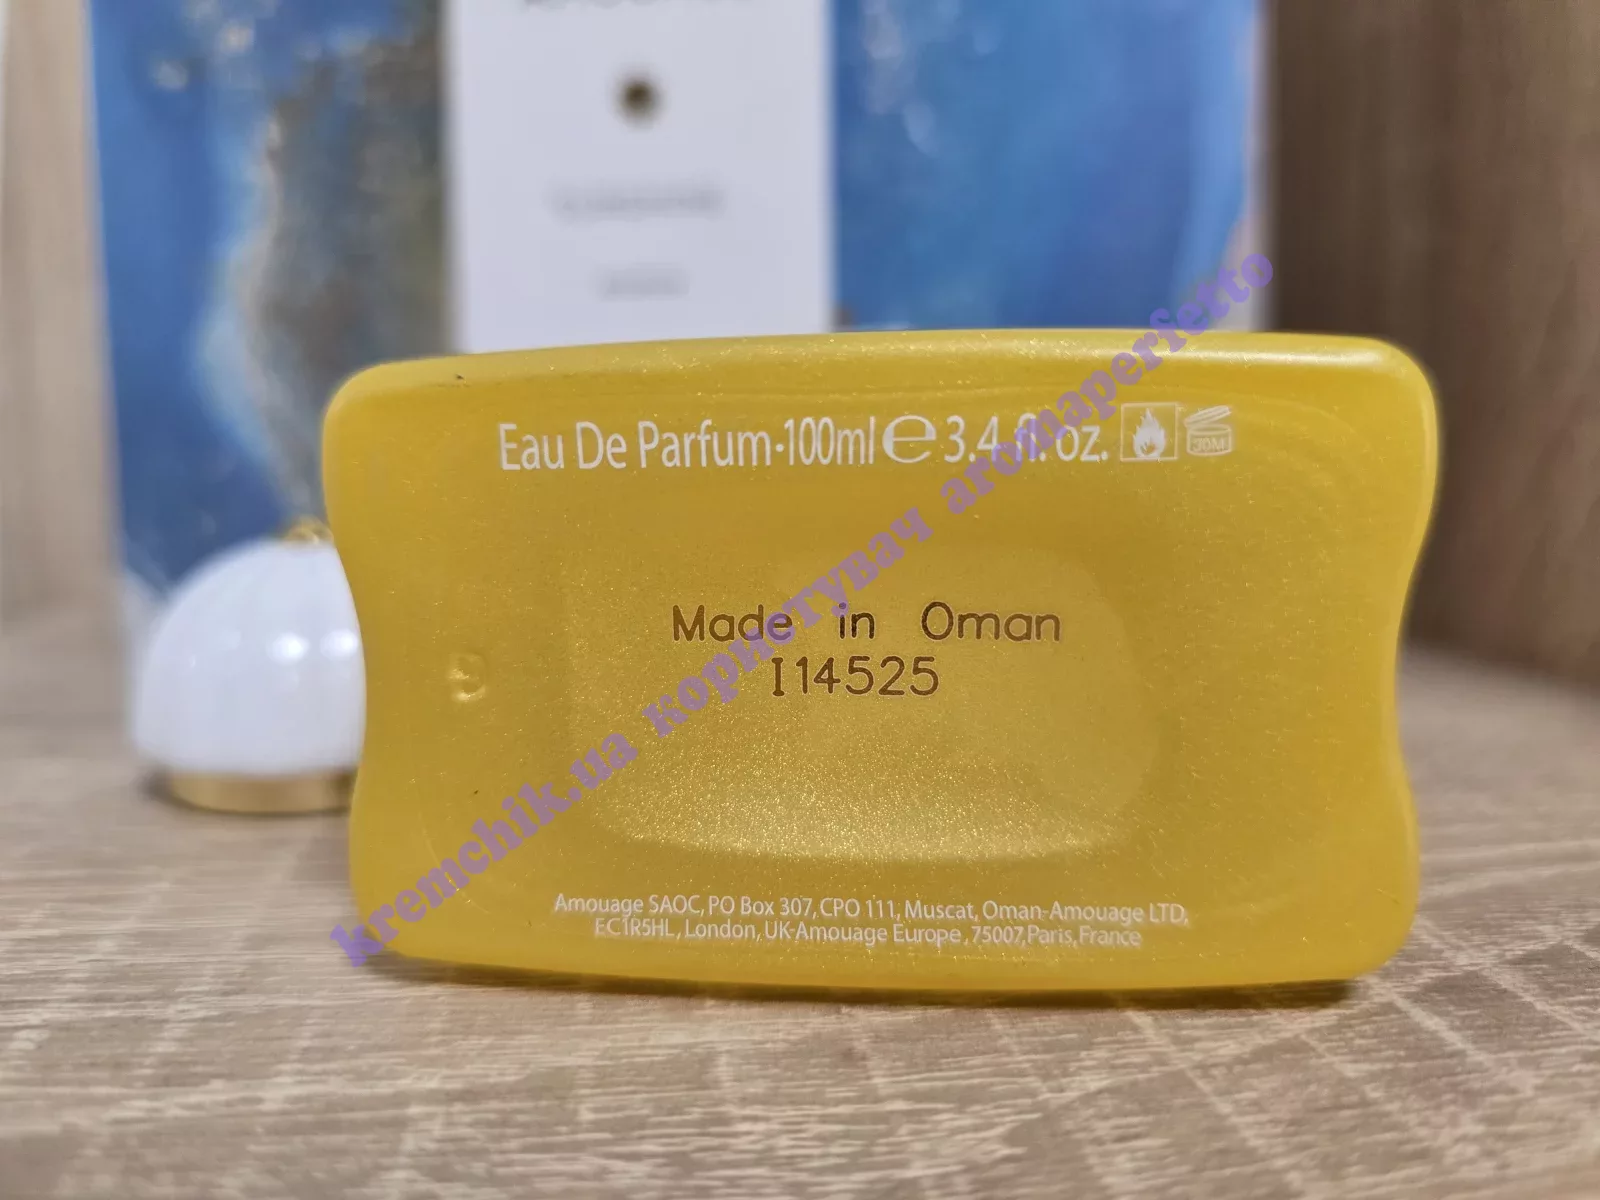 Eau De Parfum·100ml ℮ 3.4 fl. oz.
30M
Made in Oman
I14525
Amouage SAOC, PO Box 307, CPO 111, Muscat, Oman-Amouage LTD,
EC1R5HL, London, UK-Amouage Europe, 75007, Paris, France
kremchik.ua користувач aromaperfetto